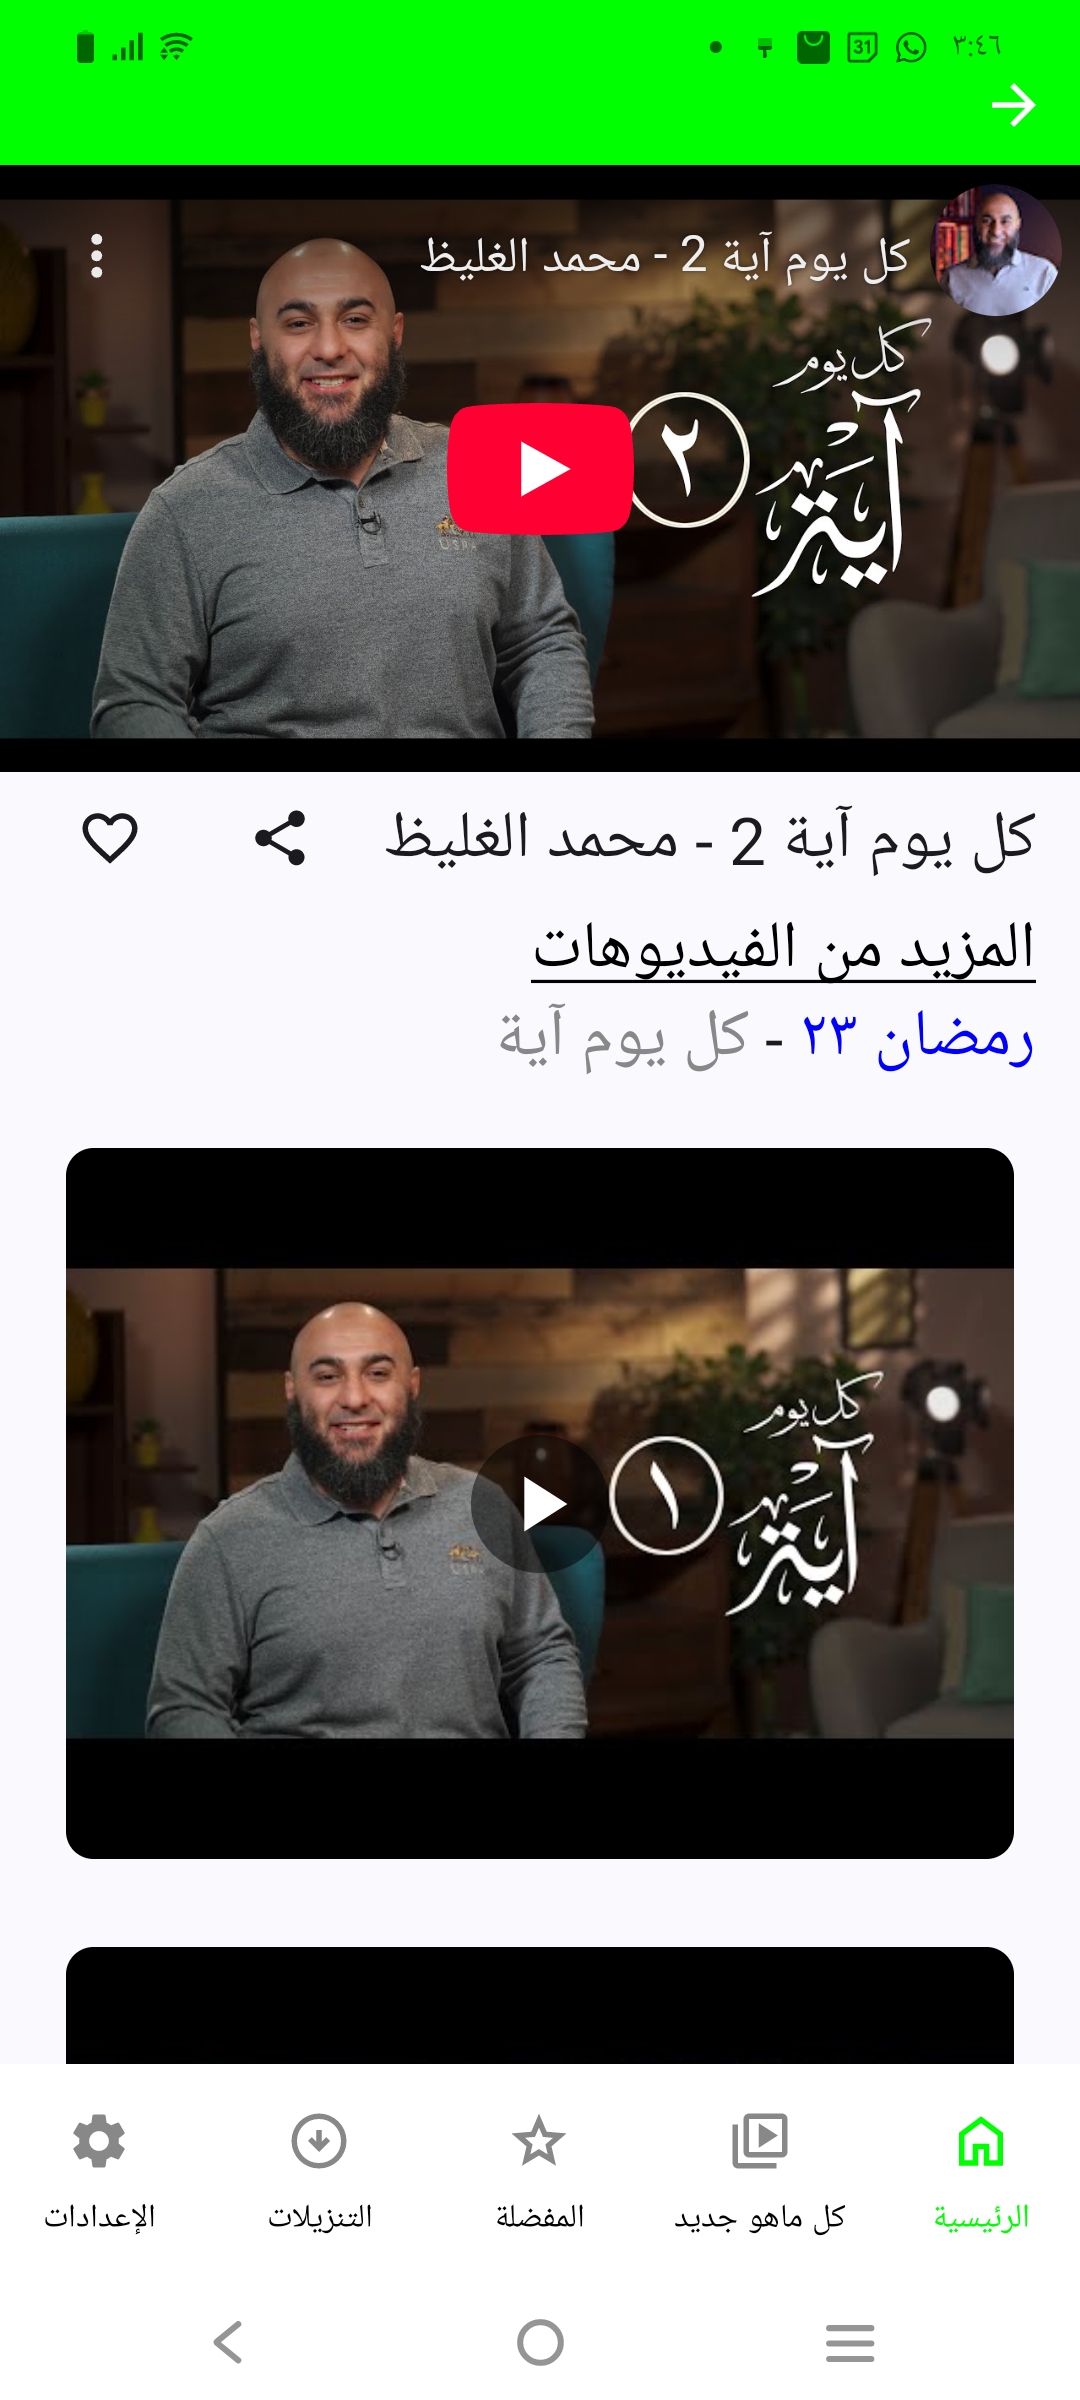 ٣:٤٦
31
كل يوم آية 2 - محمد الغليظ
كل يوم
آية
٢
كل يوم آية 2 - محمد الغليظ
المزيد من الفيديوهات
رمضان ٢٣ - كل يوم آية
كل يوم
آية
١
الرئيسية
كل ماهو جديد
المفضلة
التنزيلات
الإعدادات